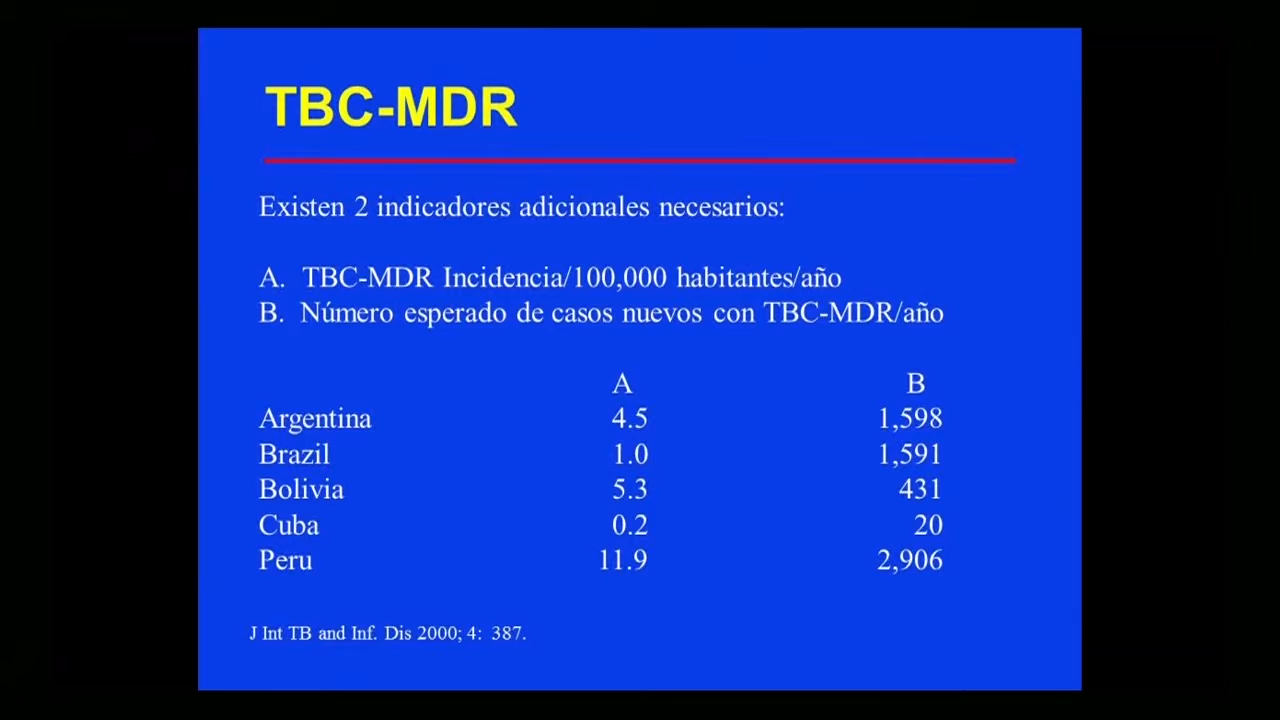 TBC-MDR
Existen 2 indicadores adicionales necesarios:
A. TBC-MDR Incidencia/100,000 habitantes/año
B. Número esperado de casos nuevos con TBC-MDR/año
A B
Argentina 4.5 1,598
Brazil 1.0 1,591
Bolivia 5.3 431
Cuba 0.2 20
Peru 11.9 2,906
J Int TB and Inf. Dis 2000; 4: 387.